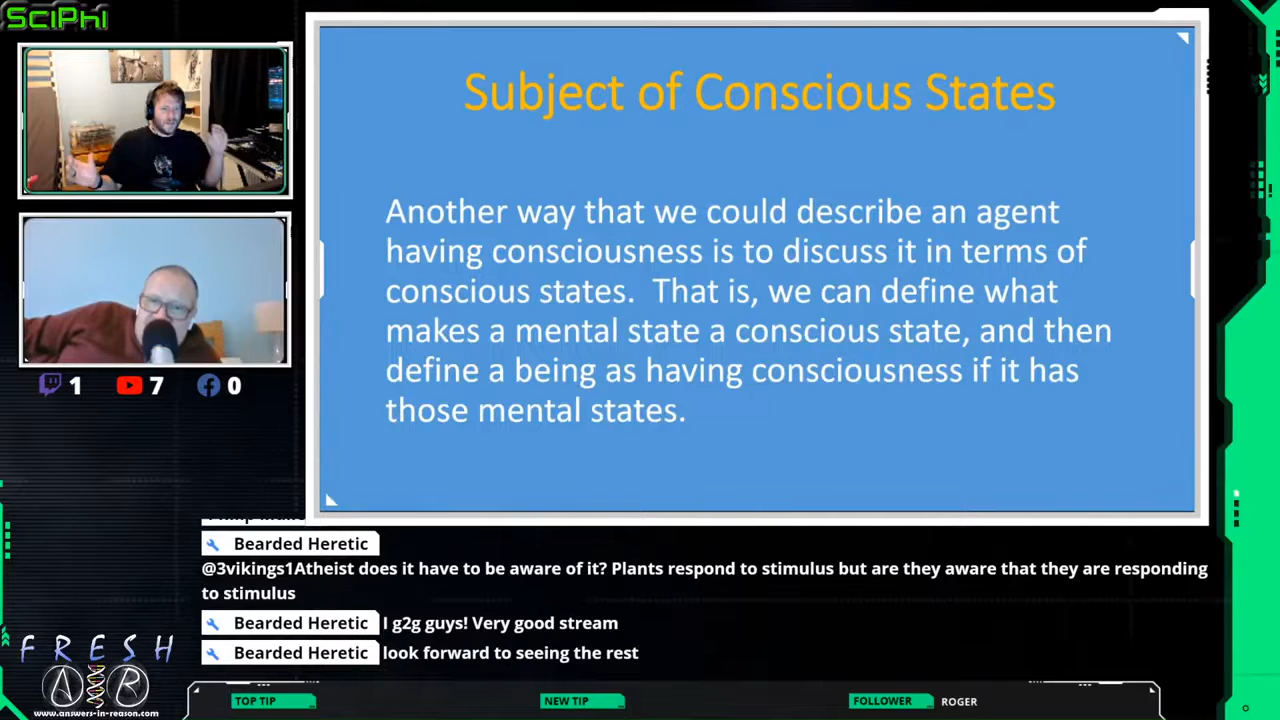 SciPhi
Subject of Conscious States
Another way that we could describe an agent
having consciousness is to discuss it in terms of
conscious states. That is, we can define what
makes a mental state a conscious state, and then
define a being as having consciousness if it has
those mental states.
1
7
0
Bearded Heretic
@3vikings1Atheist does it have to be aware of it? Plants respond to stimulus but are they aware that they are responding
to stimulus
Bearded Heretic I g2g guys! Very good stream
Bearded Heretic look forward to seeing the rest
FRESH
A R
www.answers-in-reason.com
TOP TIP
NEW TIP
FOLLOWER ROGER